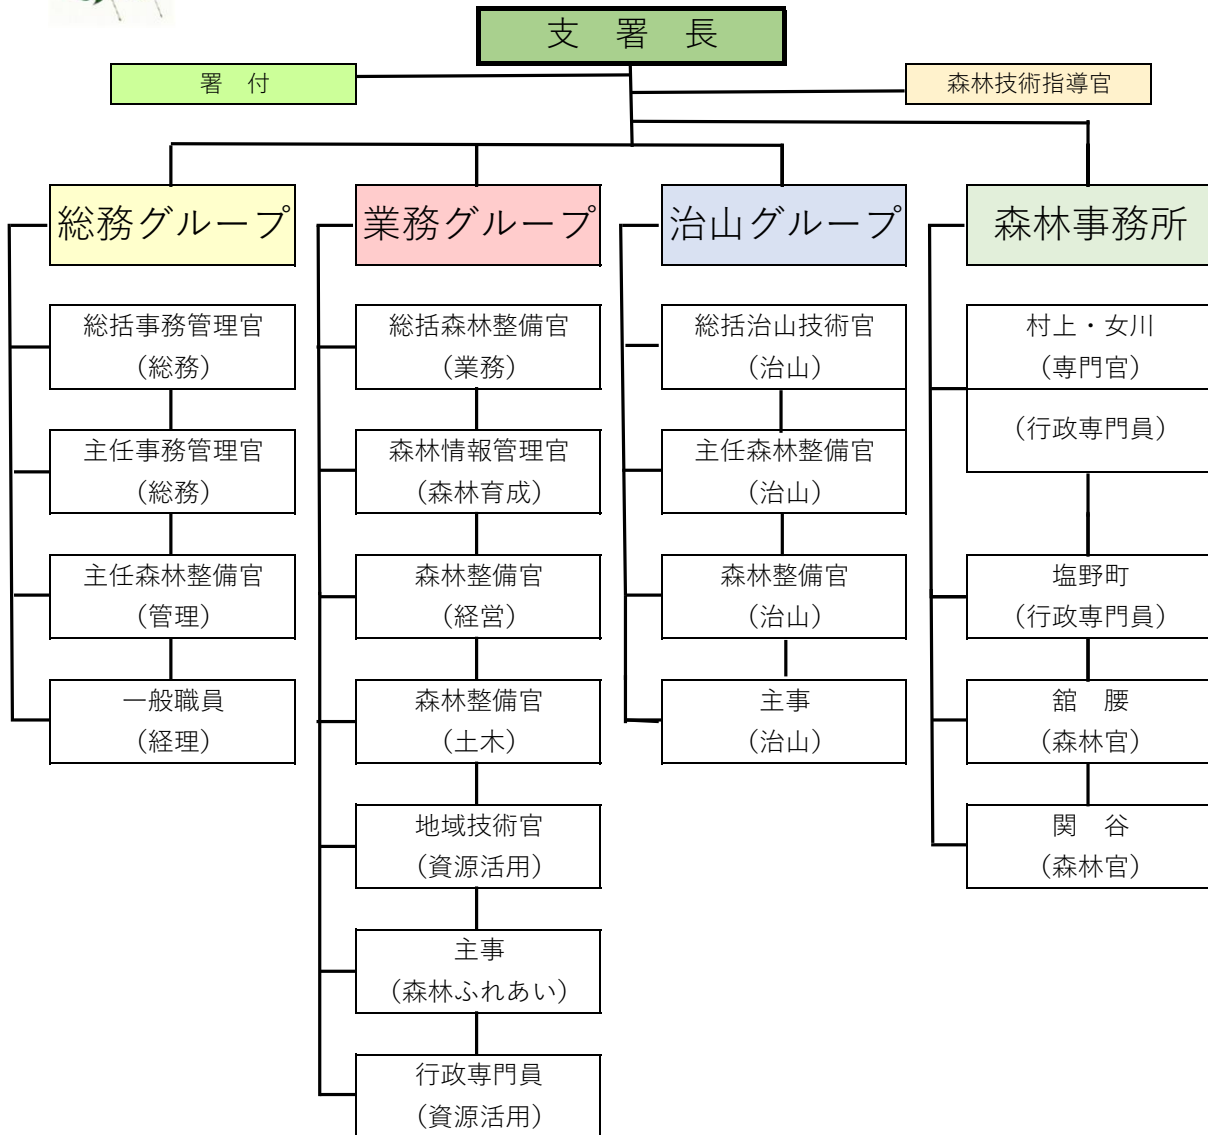 支　署　長
署　付
森林技術指導官
総務グループ
総括事務管理官
（総務）
主任事務管理官
（総務）
主任森林整備官
（管理）
一般職員
（経理）
業務グループ
総括森林整備官
（業務）
森林情報管理官
（森林育成）
森林整備官
（経営）
森林整備官
（土木）
地域技術官
（資源活用）
主事
（森林ふれあい）
行政専門員
（資源活用）
治山グループ
総括治山技術官
（治山）
主任森林整備官
（治山）
森林整備官
（治山）
主事
（治山）
森林事務所
村上・女川
（専門官）
（行政専門員）
塩野町
（行政専門員）
舘　腰
（森林官）
関　谷
（森林官）